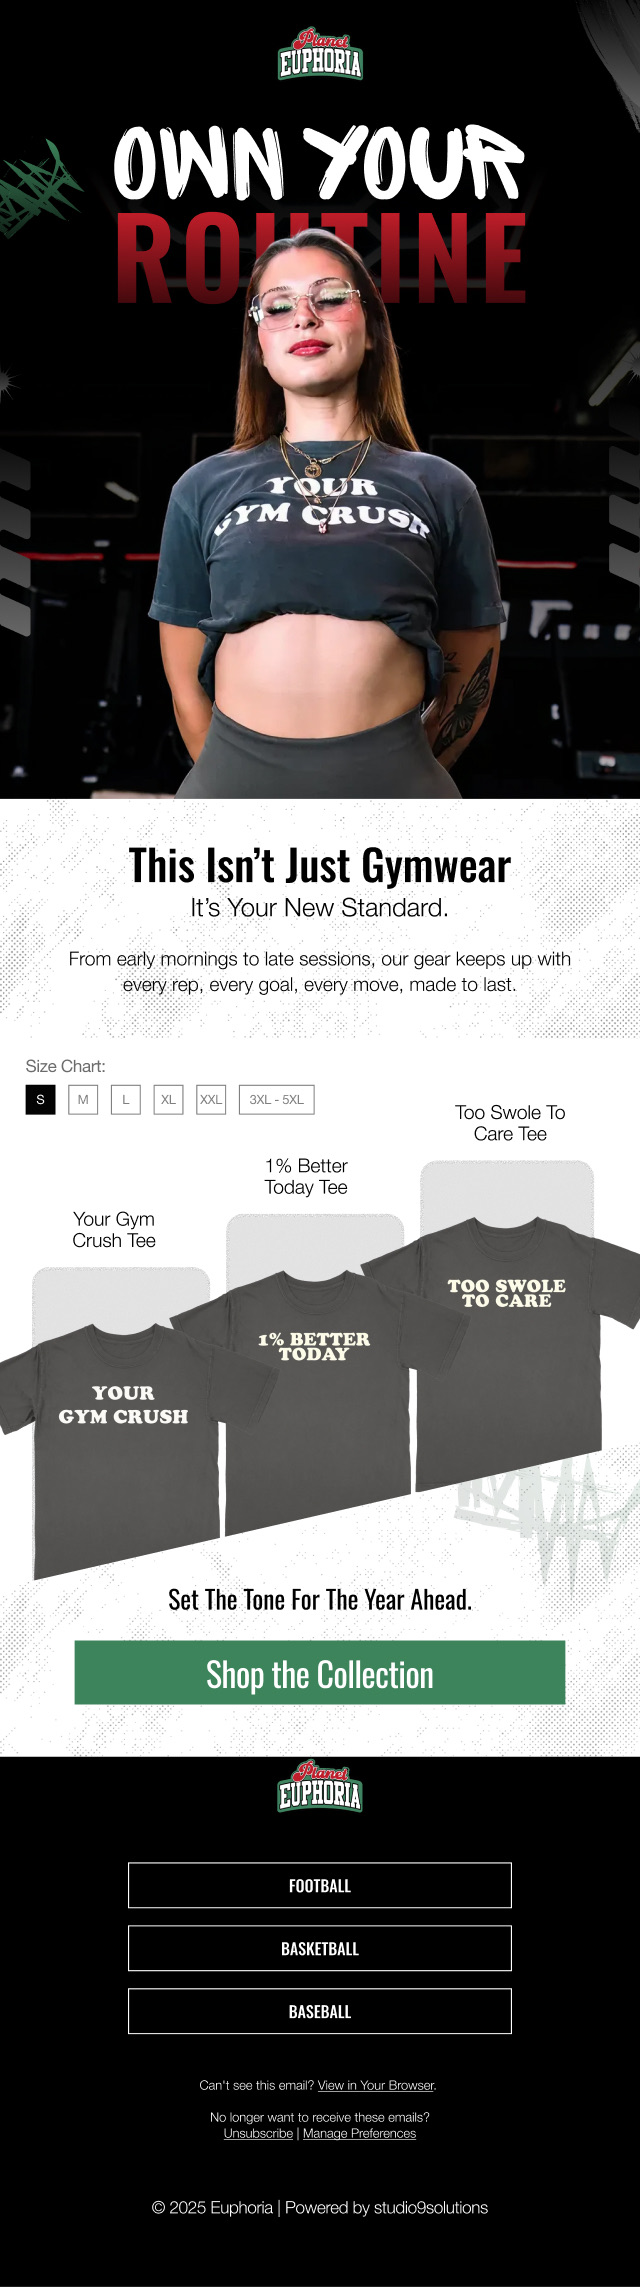 Planet
EUPHORIA
OWN YOUR
ROUTINE
YOUR
GYM CRUSH
This Isn’t Just Gymwear
It’s Your New Standard.
From early mornings to late sessions, our gear keeps up with
every rep, every goal, every move, made to last.
Size Chart:
S M L XL XXL 3XL - 5XL
Too Swole To
Care Tee
1% Better
Today Tee
Your Gym
Crush Tee
TOO SWOLE
TO CARE
1% BETTER
TODAY
YOUR
GYM CRUSH
Set The Tone For The Year Ahead.
Shop the Collection
Planet
EUPHORIA
FOOTBALL
BASKETBALL
BASEBALL
Can't see this email? View in Your Browser.
No longer want to receive these emails?
Unsubscribe | Manage Preferences
© 2025 Euphoria | Powered by studio9solutions